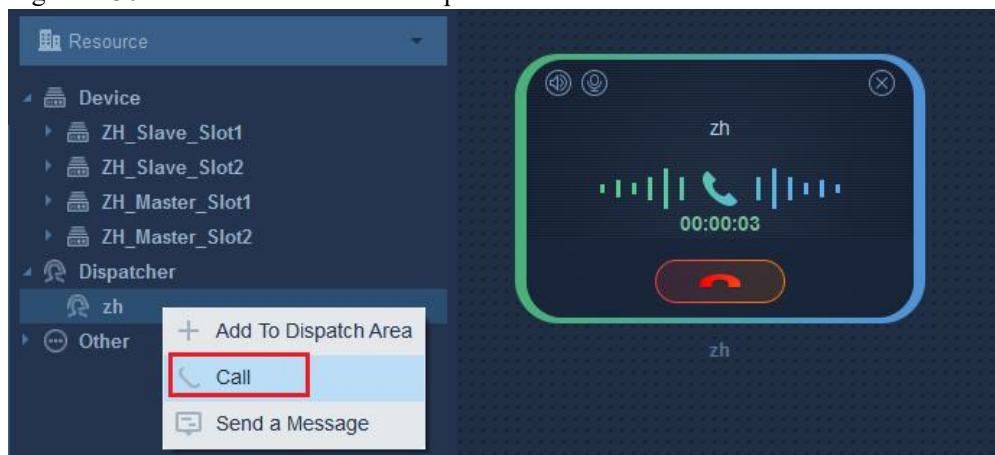 Resource
Device
ZH_Slave_Slot1
ZH_Slave_Slot2
ZH_Master_Slot1
ZH_Master_Slot2
Dispatcher
zh
Other
Add To Dispatch Area
Call
Send a Message
zh
00:00:03
zh